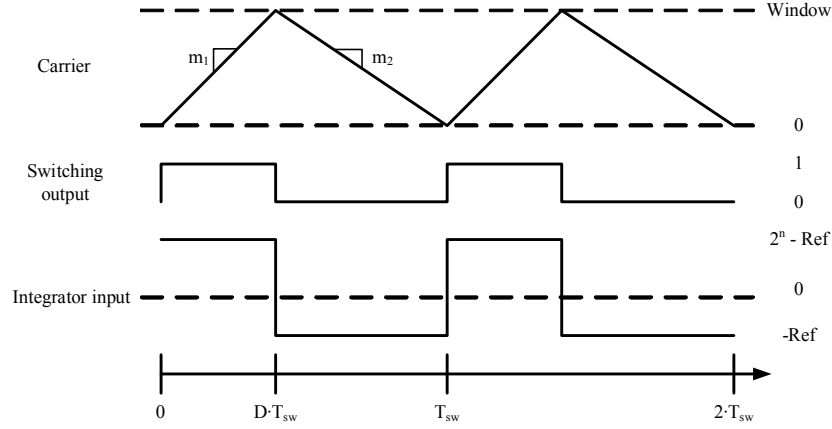 Window
Carrier
m₁
m₂
0
Switching
output
1
0
2ⁿ - Ref
Integrator input
0
-Ref
0
D·Tsw
Tsw
2·Tsw